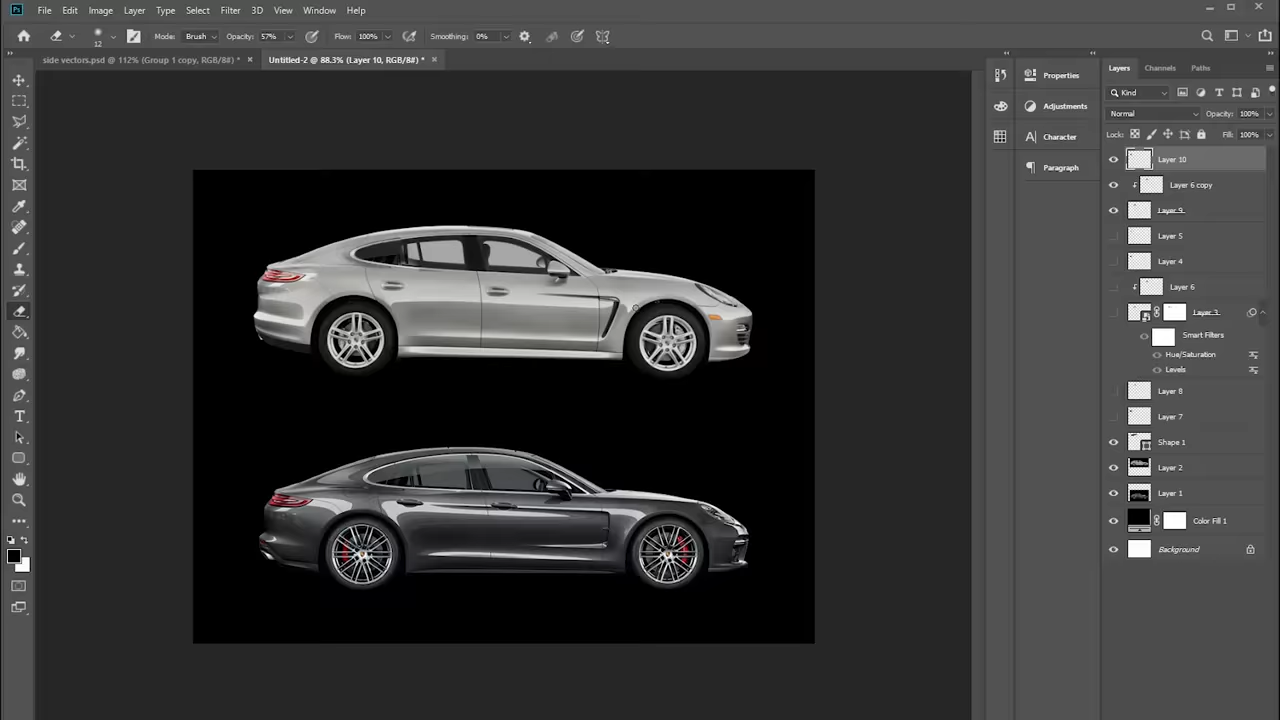 Ps File Edit Image Layer Type Select Filter 3D View Window Help
12 Mode: Brush Opacity: 57% Flow: 100% Smoothing: 0%
side vectors.psd @ 112% (Group 1 copy, RGB/8#) * × Untitled-2 @ 88.3% (Layer 10, RGB/8#) * ×
Properties
Adjustments
Character
Paragraph
Layers Channels Paths
Kind
Normal Opacity: 100%
Lock: Fill: 100%
Layer 10
Layer 6 copy
Layer 9
Layer 5
Layer 4
Layer 6
Layer 3
Smart Filters
Hue/Saturation
Levels
Layer 8
Layer 7
Shape 1
Layer 2
Layer 1
Color Fill 1
Background